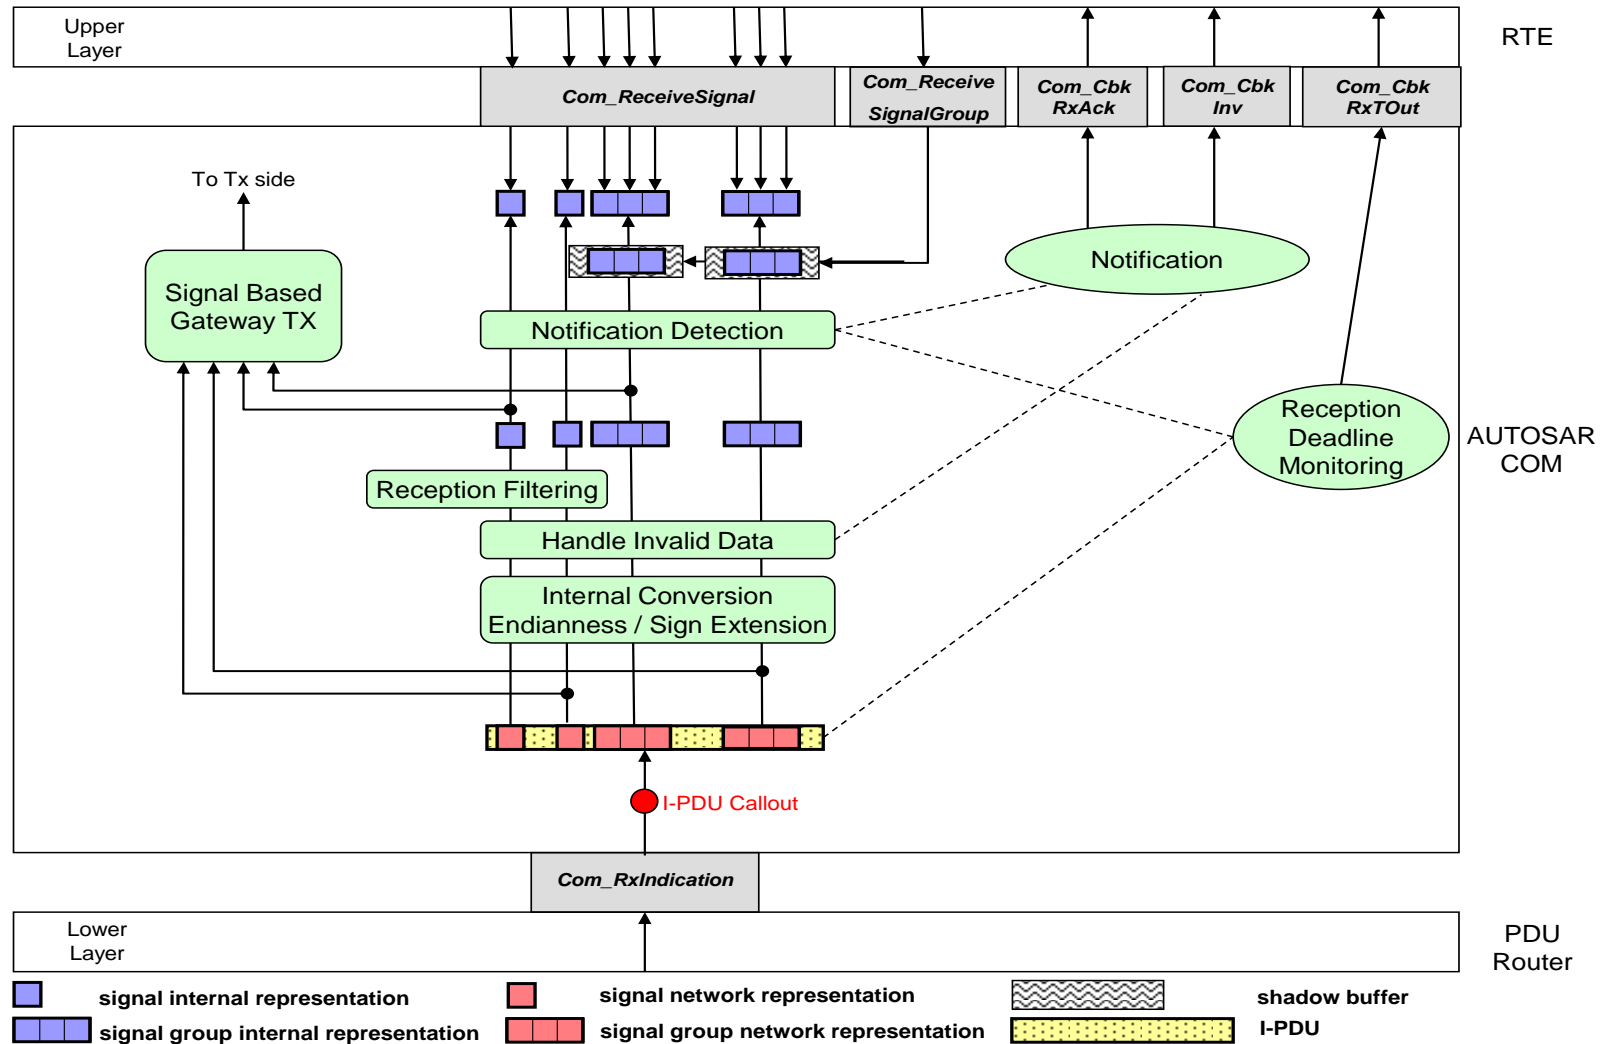 Upper
Layer
RTE
Com_ReceiveSignal
Com_Receive
SignalGroup
Com_Cbk
RxAck
Com_Cbk
Inv
Com_Cbk
RxTOut
To Tx side
Signal Based
Gateway TX
Notification
Notification Detection
Reception
Deadline
Monitoring
AUTOSAR
COM
Reception Filtering
Handle Invalid Data
Internal Conversion
Endianness / Sign Extension
I-PDU Callout
Com_RxIndication
Lower
Layer
PDU
Router
signal internal representation
signal network representation
shadow buffer
signal group internal representation
signal group network representation
I-PDU